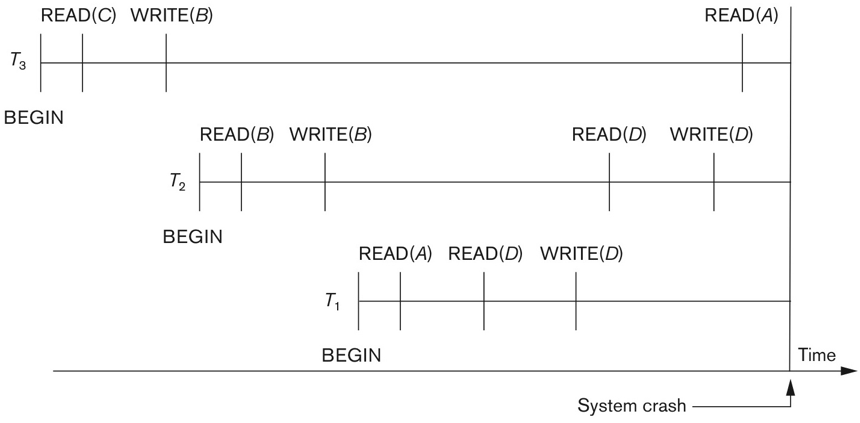 READ(C) WRITE(B) READ(A)
T3
BEGIN
READ(B) WRITE(B) READ(D) WRITE(D)
T2
BEGIN
READ(A) READ(D) WRITE(D)
T1
BEGIN
Time
System crash